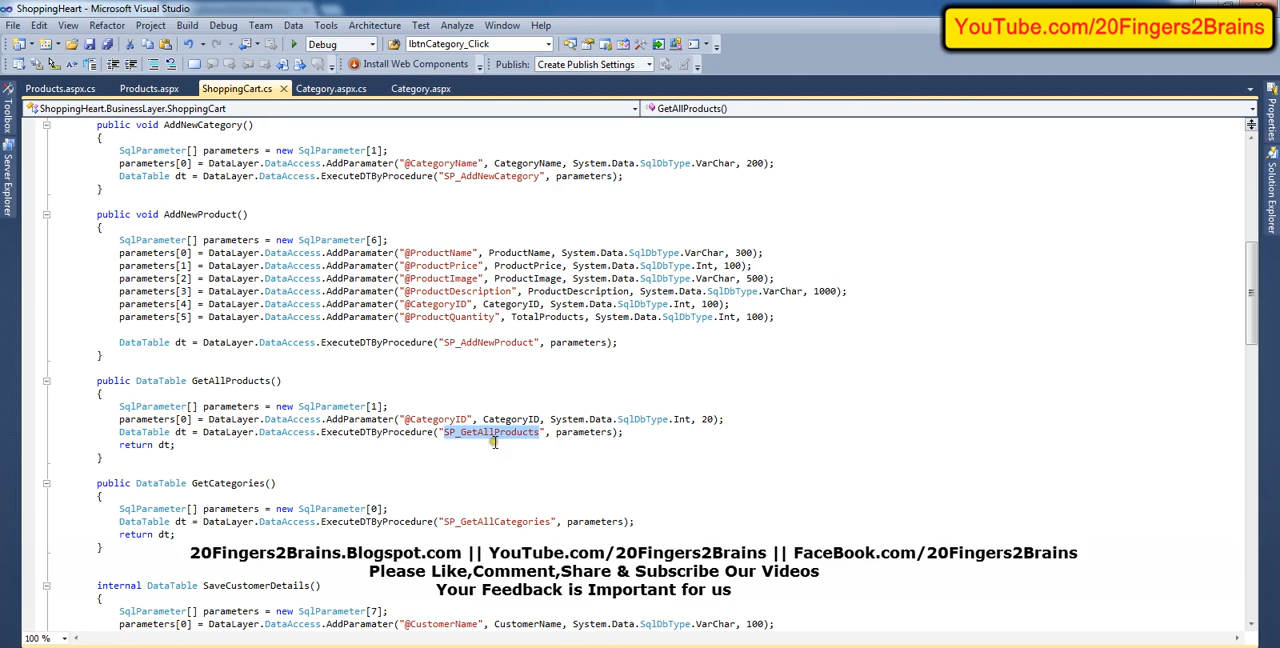 ShoppingHeart - Microsoft Visual Studio
YouTube.com/20Fingers2Brains
File Edit View Refactor Project Build Debug Team Data Tools Architecture Test Analyze Window Help
Debug lbtnCategory_Click
Install Web Components Publish: Create Publish Settings
Products.aspx.cs Products.aspx ShoppingCart.cs Category.aspx.cs Category.aspx
ShoppingHeart.BusinessLayer.ShoppingCart GetAllProducts()
Toolbox
Server Explorer
Properties
Solution Explorer
public void AddNewCategory()
{
SqlParameter[] parameters = new SqlParameter[1];
parameters[0] = DataLayer.DataAccess.AddParamater("@CategoryName", CategoryName, System.Data.SqlDbType.VarChar, 200);
DataTable dt = DataLayer.DataAccess.ExecuteDTByProcedure("SP_AddNewCategory", parameters);
}
public void AddNewProduct()
{
SqlParameter[] parameters = new SqlParameter[6];
parameters[0] = DataLayer.DataAccess.AddParamater("@ProductName", ProductName, System.Data.SqlDbType.VarChar, 300);
parameters[1] = DataLayer.DataAccess.AddParamater("@ProductPrice", ProductPrice, System.Data.SqlDbType.Int, 100);
parameters[2] = DataLayer.DataAccess.AddParamater("@ProductImage", ProductImage, System.Data.SqlDbType.VarChar, 500);
parameters[3] = DataLayer.DataAccess.AddParamater("@ProductDescription", ProductDescription, System.Data.SqlDbType.VarChar, 1000);
parameters[4] = DataLayer.DataAccess.AddParamater("@CategoryID", CategoryID, System.Data.SqlDbType.Int, 100);
parameters[5] = DataLayer.DataAccess.AddParamater("@ProductQuantity", TotalProducts, System.Data.SqlDbType.Int, 100);
DataTable dt = DataLayer.DataAccess.ExecuteDTByProcedure("SP_AddNewProduct", parameters);
}
public DataTable GetAllProducts()
{
SqlParameter[] parameters = new SqlParameter[1];
parameters[0] = DataLayer.DataAccess.AddParamater("@CategoryID", CategoryID, System.Data.SqlDbType.Int, 20);
DataTable dt = DataLayer.DataAccess.ExecuteDTByProcedure("SP_GetAllProducts", parameters);
return dt;
}
public DataTable GetCategories()
{
SqlParameter[] parameters = new SqlParameter[0];
DataTable dt = DataLayer.DataAccess.ExecuteDTByProcedure("SP_GetAllCategories", parameters);
return dt;
}
20Fingers2Brains.Blogspot.com || YouTube.com/20Fingers2Brains || FaceBook.com/20Fingers2Brains
Please Like,Comment,Share & Subscribe Our Videos
Your Feedback is Important for us
internal DataTable SaveCustomerDetails()
{
SqlParameter[] parameters = new SqlParameter[7];
parameters[0] = DataLayer.DataAccess.AddParamater("@CustomerName", CustomerName, System.Data.SqlDbType.VarChar, 100);
100 %